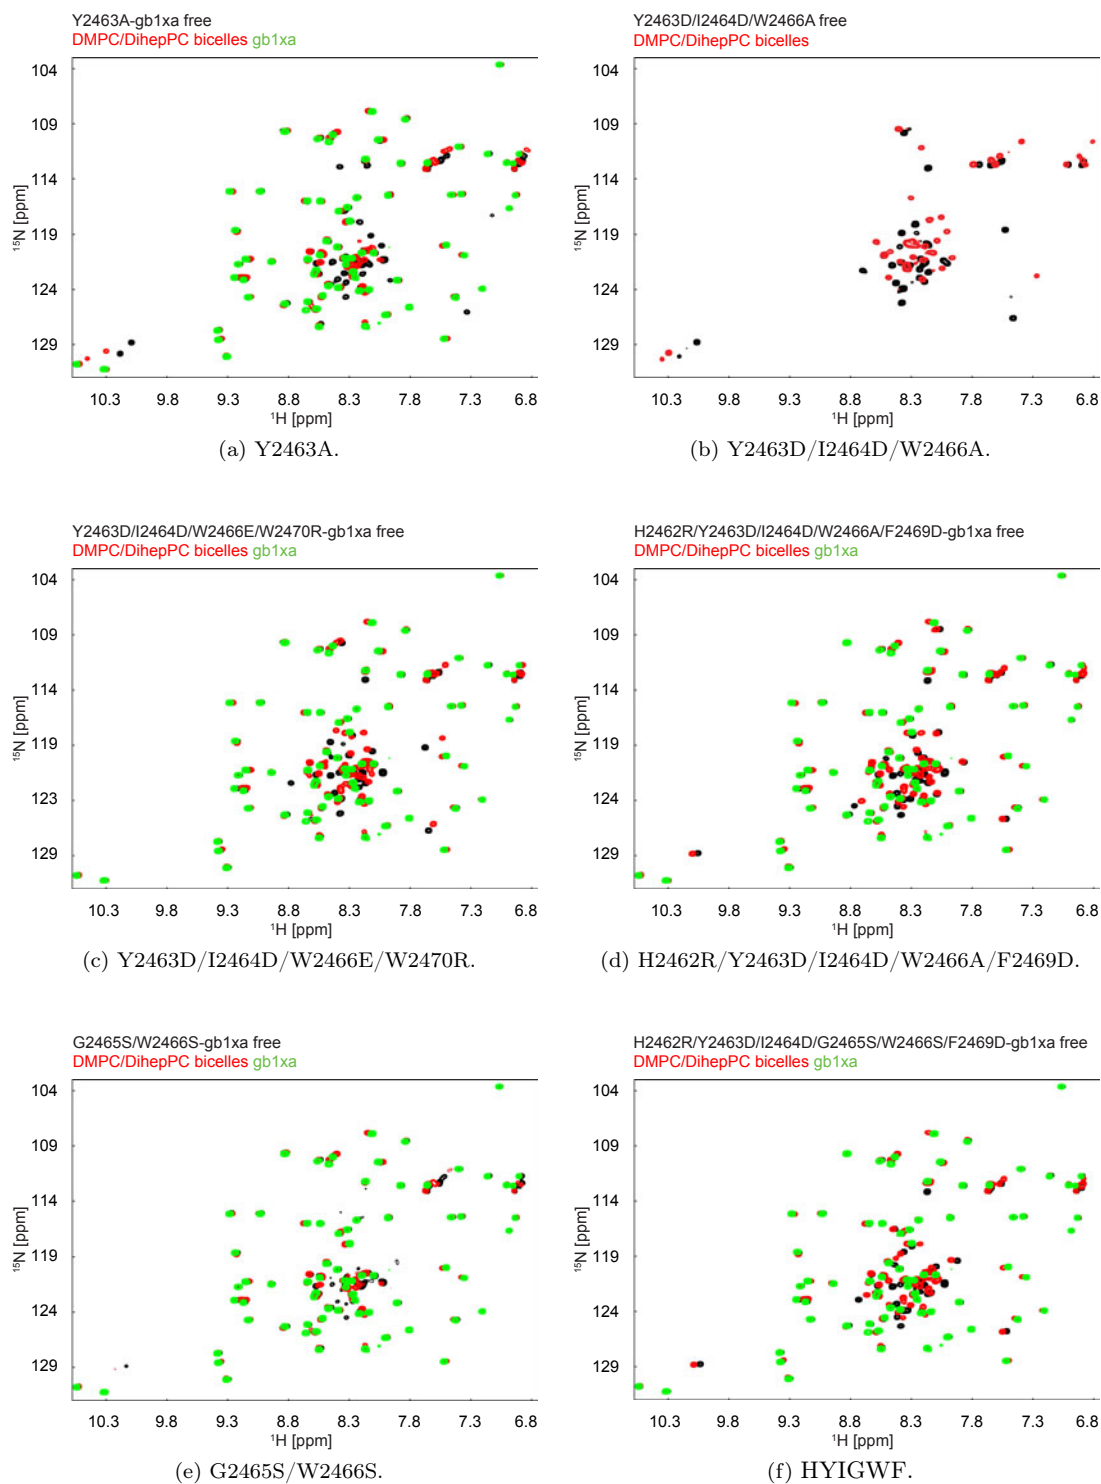 Y2463A-gb1xa free
DMPC/DihepPC bicelles gb1xa
104
109
114
119
124
129
15N [ppm]
10.3 9.8 9.3 8.8 8.3 7.8 7.3 6.8
1H [ppm]
(a) Y2463A.
Y2463D/I2464D/W2466A free
DMPC/DihepPC bicelles
104
109
114
119
124
129
15N [ppm]
10.3 9.8 9.3 8.8 8.3 7.8 7.3 6.8
1H [ppm]
(b) Y2463D/I2464D/W2466A.
Y2463D/I2464D/W2466E/W2470R-gb1xa free
DMPC/DihepPC bicelles gb1xa
104
109
114
119
123
129
15N [ppm]
10.3 9.8 9.3 8.8 8.3 7.8 7.3 6.8
1H [ppm]
(c) Y2463D/I2464D/W2466E/W2470R.
H2462R/Y2463D/I2464D/W2466A/F2469D-gb1xa free
DMPC/DihepPC bicelles gb1xa
104
109
114
119
123
129
15N [ppm]
10.3 9.8 9.3 8.8 8.3 7.8 7.3 6.8
1H [ppm]
(d) H2462R/Y2463D/I2464D/W2466A/F2469D.
G2465S/W2466S-gb1xa free
DMPC/DihepPC bicelles gb1xa
104
109
114
119
124
129
15N [ppm]
10.3 9.8 9.3 8.8 8.3 7.8 7.3 6.8
1H [ppm]
(e) G2465S/W2466S.
H2462R/Y2463D/I2464D/G2465S/W2466S/F2469D-gb1xa free
DMPC/DihepPC bicelles gb1xa
104
109
114
119
124
129
15N [ppm]
10.3 9.8 9.3 8.8 8.3 7.8 7.3 6.8
1H [ppm]
(f) HYIGWF.